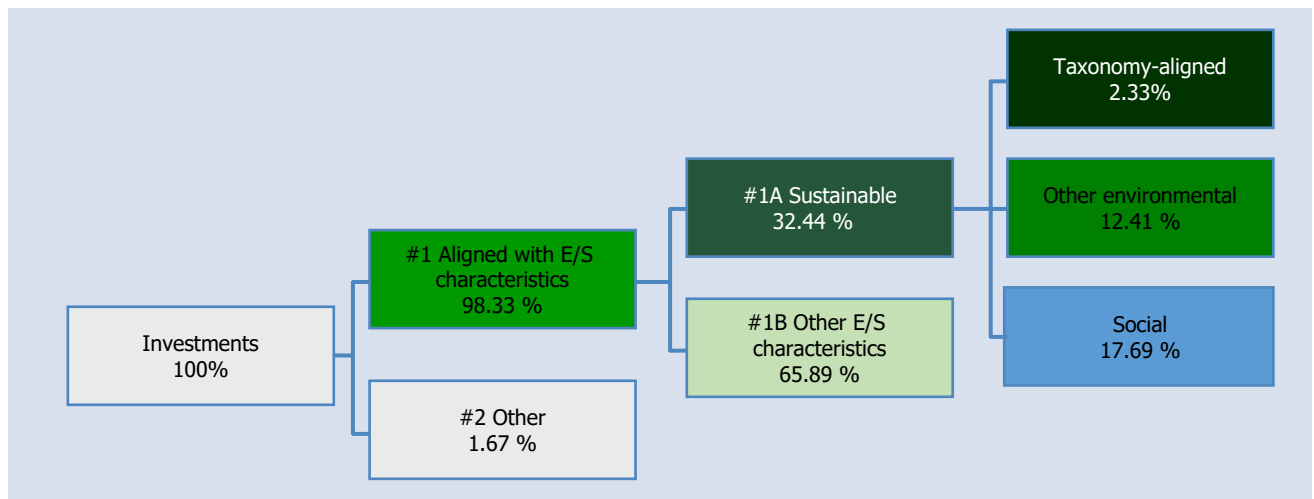 Investments
100%
#1 Aligned with E/S
characteristics
98.33 %
#2 Other
1.67 %
#1A Sustainable
32.44 %
#1B Other E/S
characteristics
65.89 %
Taxonomy-aligned
2.33%
Other environmental
12.41 %
Social
17.69 %